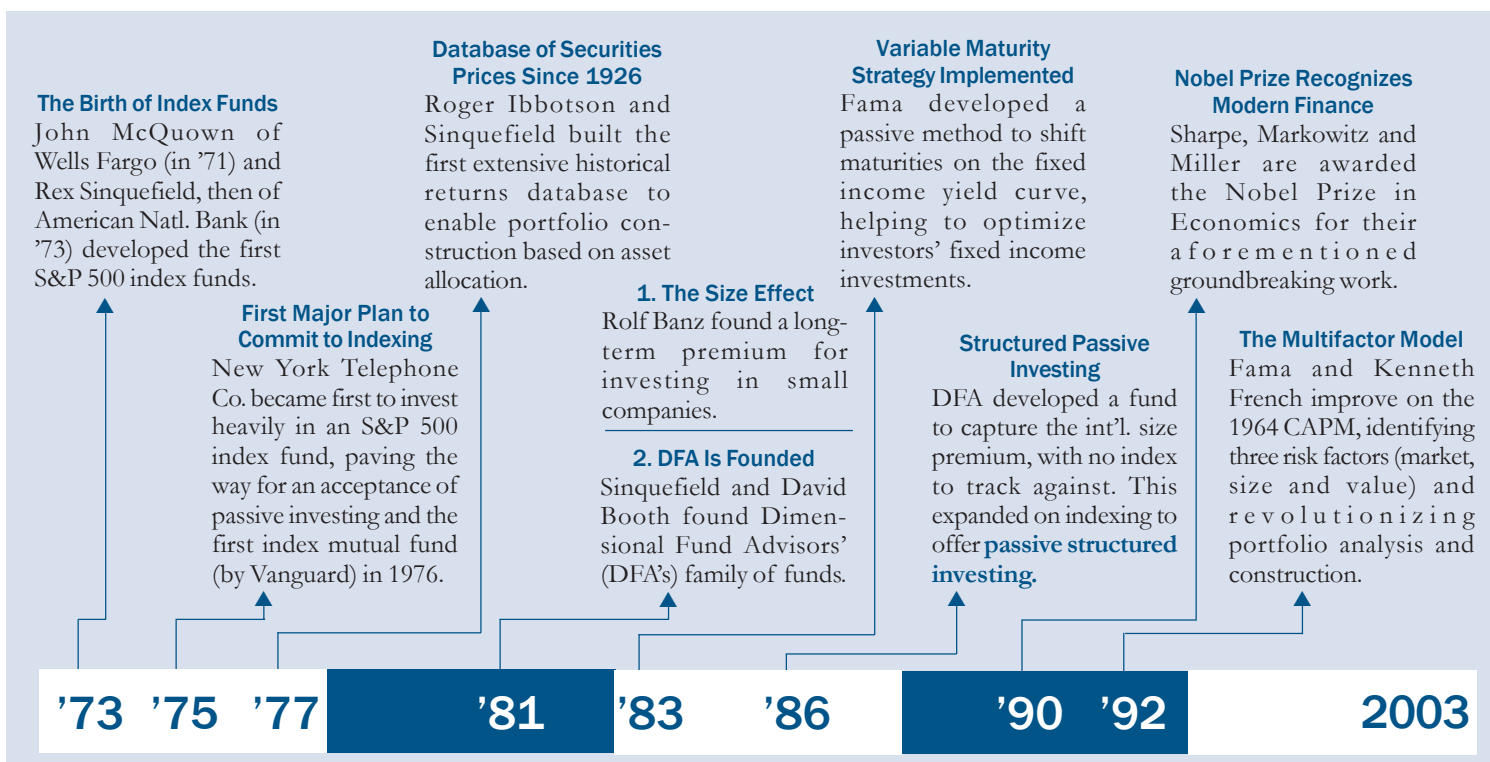 The Birth of Index Funds
John McQuown of
Wells Fargo (in ’71) and
Rex Sinquefield, then of
American Natl. Bank (in
’73) developed the first
S&P 500 index funds.
First Major Plan to
Commit to Indexing
New York Telephone
Co. became first to invest
heavily in an S&P 500
index fund, paving the
way for an acceptance of
passive investing and the
first index mutual fund
(by Vanguard) in 1976.
Database of Securities
Prices Since 1926
Roger Ibbotson and
Sinquefield built the
first extensive historical
returns database to
enable portfolio con-
struction based on asset
allocation.
1. The Size Effect
Rolf Banz found a long-
term premium for
investing in small
companies.
2. DFA Is Founded
Sinquefield and David
Booth found Dimen-
sional Fund Advisors’
(DFA’s) family of funds.
Variable Maturity
Strategy Implemented
Fama developed a
passive method to shift
maturities on the fixed
income yield curve,
helping to optimize
investors’ fixed income
investments.
Structured Passive
Investing
DFA developed a fund
to capture the int’l. size
premium, with no index
to track against. This
expanded on indexing to
offer passive structured
investing.
Nobel Prize Recognizes
Modern Finance
Sharpe, Markowitz and
Miller are awarded
the Nobel Prize in
Economics for their
aforementioned
groundbreaking work.
The Multifactor Model
Fama and Kenneth
French improve on the
1964 CAPM, identifying
three risk factors (market,
size and value) and
revolutionizing
portfolio analysis and
construction.
’73 ’75 ’77 ’81 ’83 ’86 ’90 ’92 2003